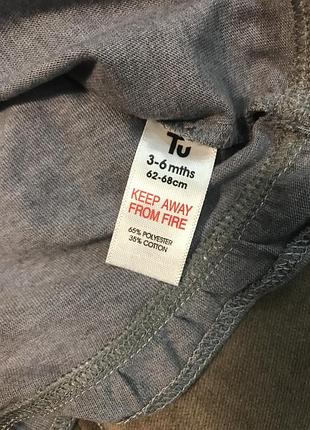 Tu
3-6 mths
62-68cm
KEEP AWAY
FROM FIRE
65% POLYESTER
35% COTTON